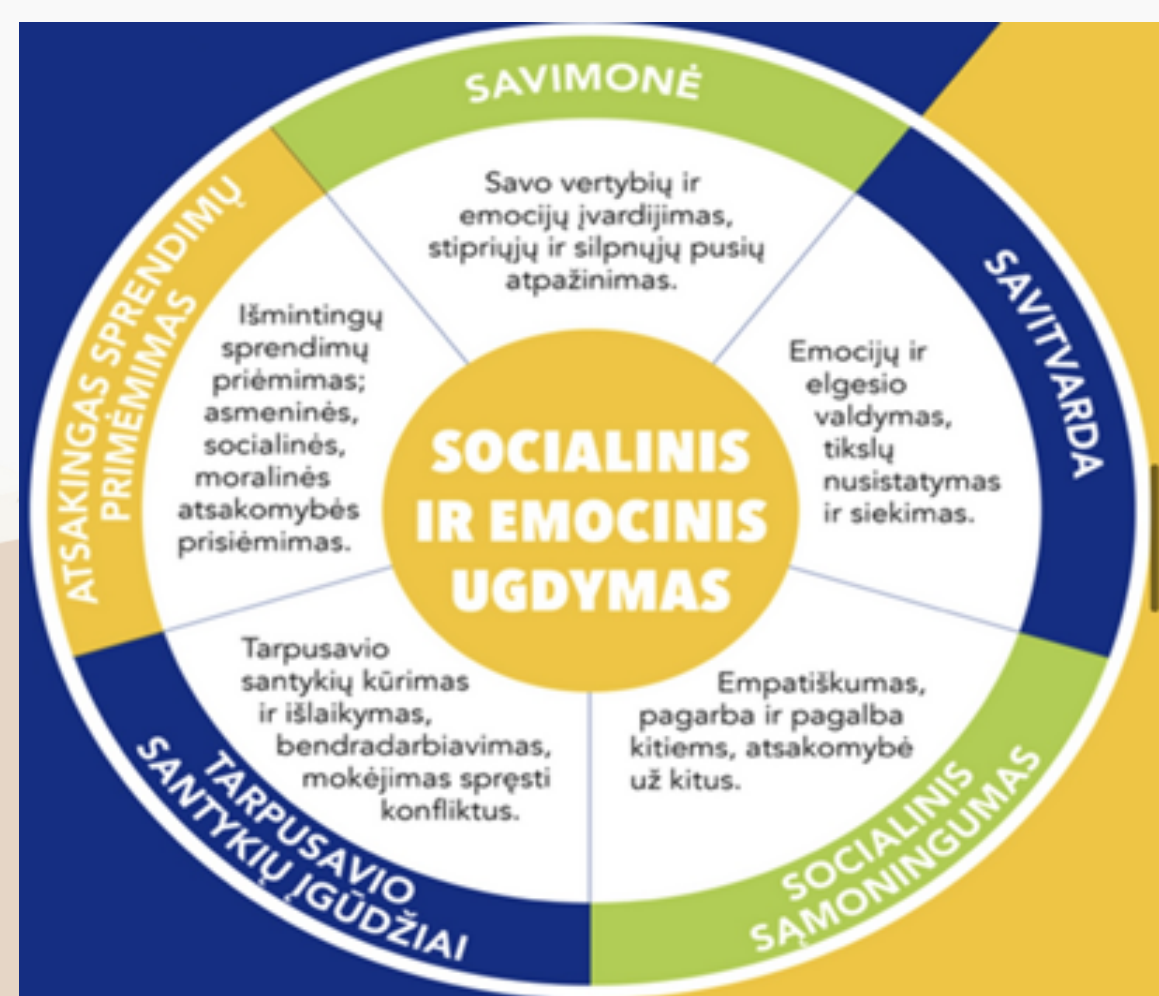 SAVIMONĖ
Savo vertybių ir
emocijų įvardijimas,
stipriųjų ir silpnųjų pusių
atpažinimas.
SAVITVARDA
Emocijų ir
elgesio
valdymas,
tikslų
nusistatymas
ir siekimas.
SOCIALINIS
SĄMONINGUMAS
Empatiškumas,
pagarba ir pagalba
kitiems, atsakomybė
už kitus.
TARPUSAVIO
SANTYKIŲ ĮGŪDŽIAI
Tarpusavio
santykių kūrimas
ir išlaikymas,
bendradarbiavimas,
mokėjimas spręsti
konfliktus.
ATSAKINGAS SPRENDIMŲ
PRIMĖMIMAS
Išmintingų
sprendimų
priėmimas;
asmeninės,
socialinės,
moralinės
atsakomybės
prisiėmimas.
SOCIALINIS
IR EMOCINIS
UGDYMAS